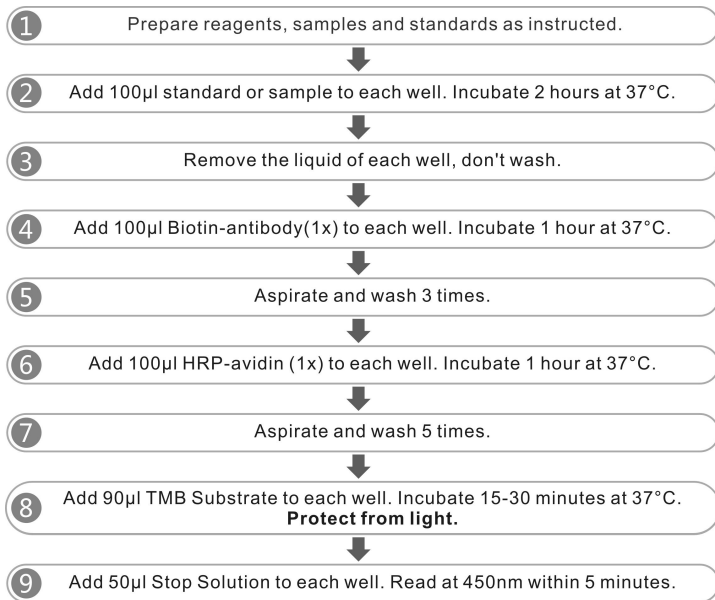 1 Prepare reagents, samples and standards as instructed.
2 Add 100μl standard or sample to each well. Incubate 2 hours at 37°C.
3 Remove the liquid of each well, don't wash.
4 Add 100μl Biotin-antibody(1x) to each well. Incubate 1 hour at 37°C.
5 Aspirate and wash 3 times.
6 Add 100μl HRP-avidin (1x) to each well. Incubate 1 hour at 37°C.
7 Aspirate and wash 5 times.
8 Add 90μl TMB Substrate to each well. Incubate 15-30 minutes at 37°C.
Protect from light.
9 Add 50μl Stop Solution to each well. Read at 450nm within 5 minutes.